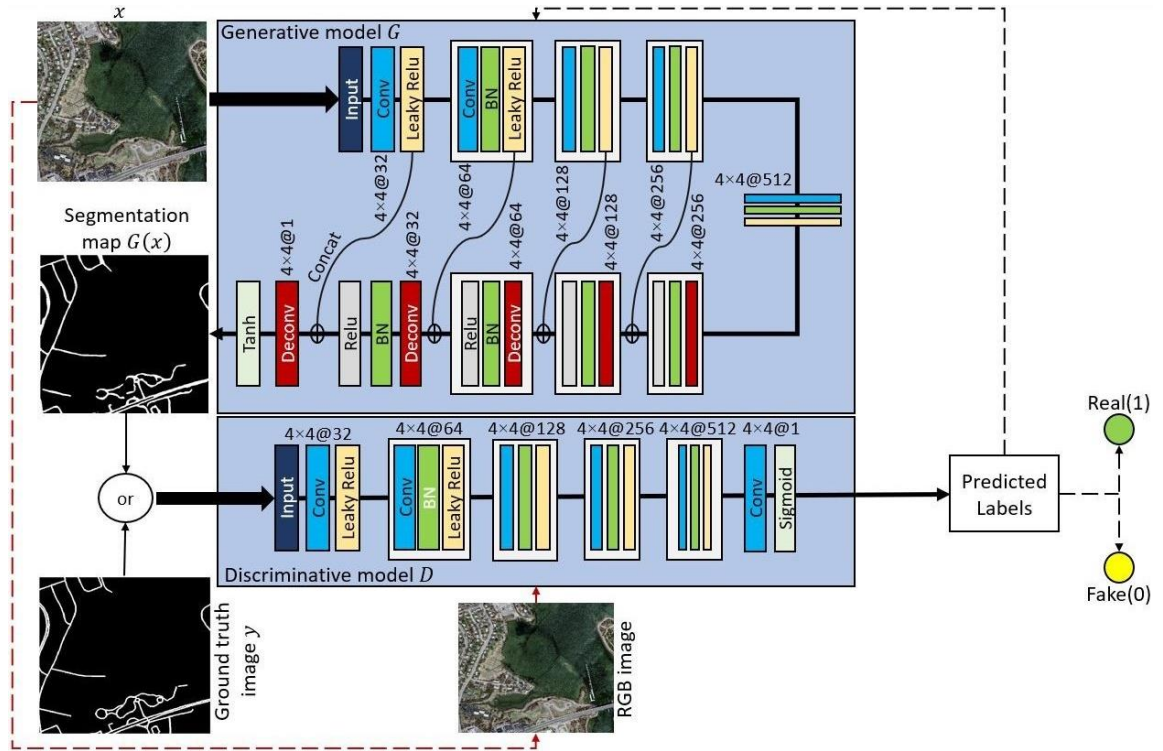 x
Generative model G
Input
Conv
Leaky Relu
4×4@32
Conv
BN
Leaky Relu
4×4@64
4×4@128
4×4@256
4×4@512
Segmentation
map G(x)
Tanh
Deconv
4×4@1
Concat
Relu
BN
Deconv
4×4@32
Relu
BN
Deconv
4×4@64
4×4@128
4×4@256
or
4×4@32
4×4@64
4×4@128
4×4@256
4×4@512
4×4@1
Input
Conv
Leaky Relu
Conv
BN
Leaky Relu
Conv
Sigmoid
Discriminative model D
Predicted
Labels
Real(1)
Fake(0)
Ground truth
image y
RGB image